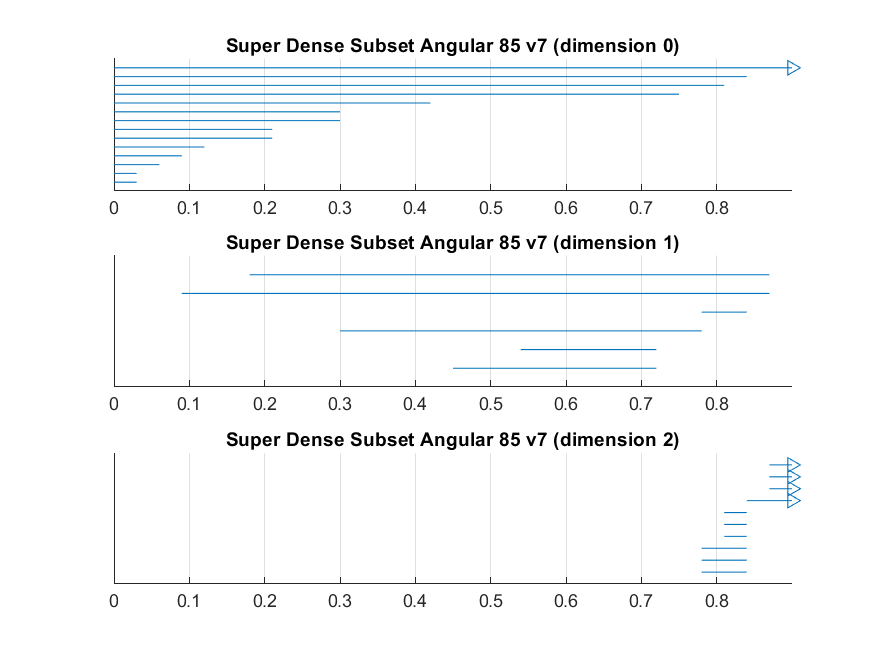 Super Dense Subset Angular 85 v7 (dimension 0)
0 0.1 0.2 0.3 0.4 0.5 0.6 0.7 0.8
Super Dense Subset Angular 85 v7 (dimension 1)
0 0.1 0.2 0.3 0.4 0.5 0.6 0.7 0.8
Super Dense Subset Angular 85 v7 (dimension 2)
0 0.1 0.2 0.3 0.4 0.5 0.6 0.7 0.8